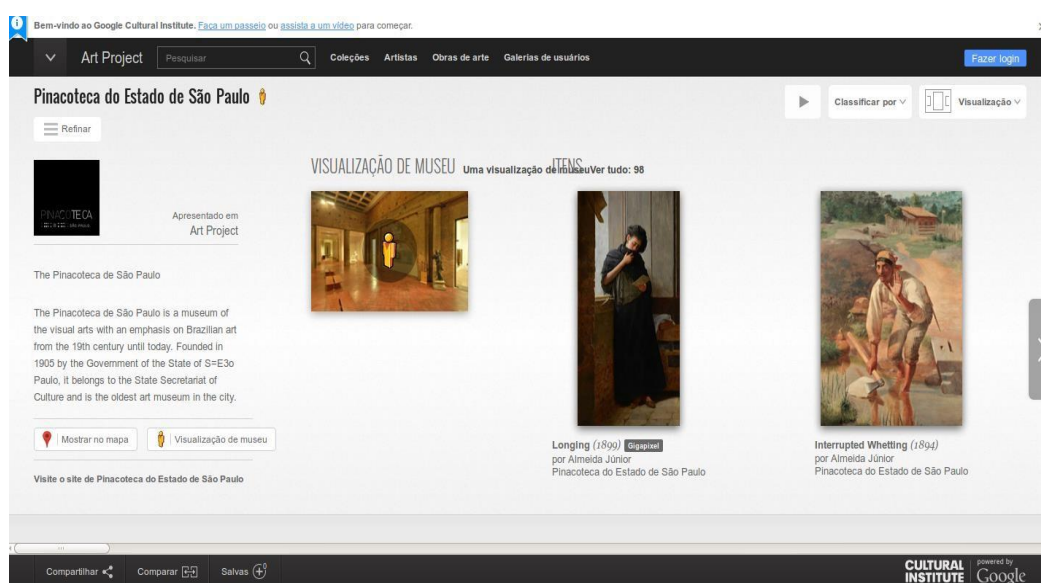 Bem-vindo ao Google Cultural Institute. Faça um passeio ou assista a um vídeo para começar.
Art Project
Pesquisar
Coleções Artistas Obras de arte Galerias de usuários
Fazer login
Pinacoteca do Estado de São Paulo
Classificar por
Visualização
Refinar
PINACOTECA
Apresentado em
Art Project
The Pinacoteca de São Paulo
The Pinacoteca de São Paulo is a museum of
the visual arts with an emphasis on Brazilian art
from the 19th century until today. Founded in
1905 by the Government of the State of S=E3o
Paulo, it belongs to the State Secretariat of
Culture and is the oldest art museum in the city.
Mostrar no mapa
Visualização de museu
Visite o site de Pinacoteca do Estado de São Paulo
VISUALIZAÇÃO DE MUSEU Uma visualização de museu
ITENS Ver tudo: 98
Longing (1899) Gigapixel
por Almeida Júnior
Pinacoteca do Estado de São Paulo
Interrupted Whetting (1894)
por Almeida Júnior
Pinacoteca do Estado de São Paulo
Compartilhar
Comparar
Salvas 0
CULTURAL INSTITUTE
powered by
Google